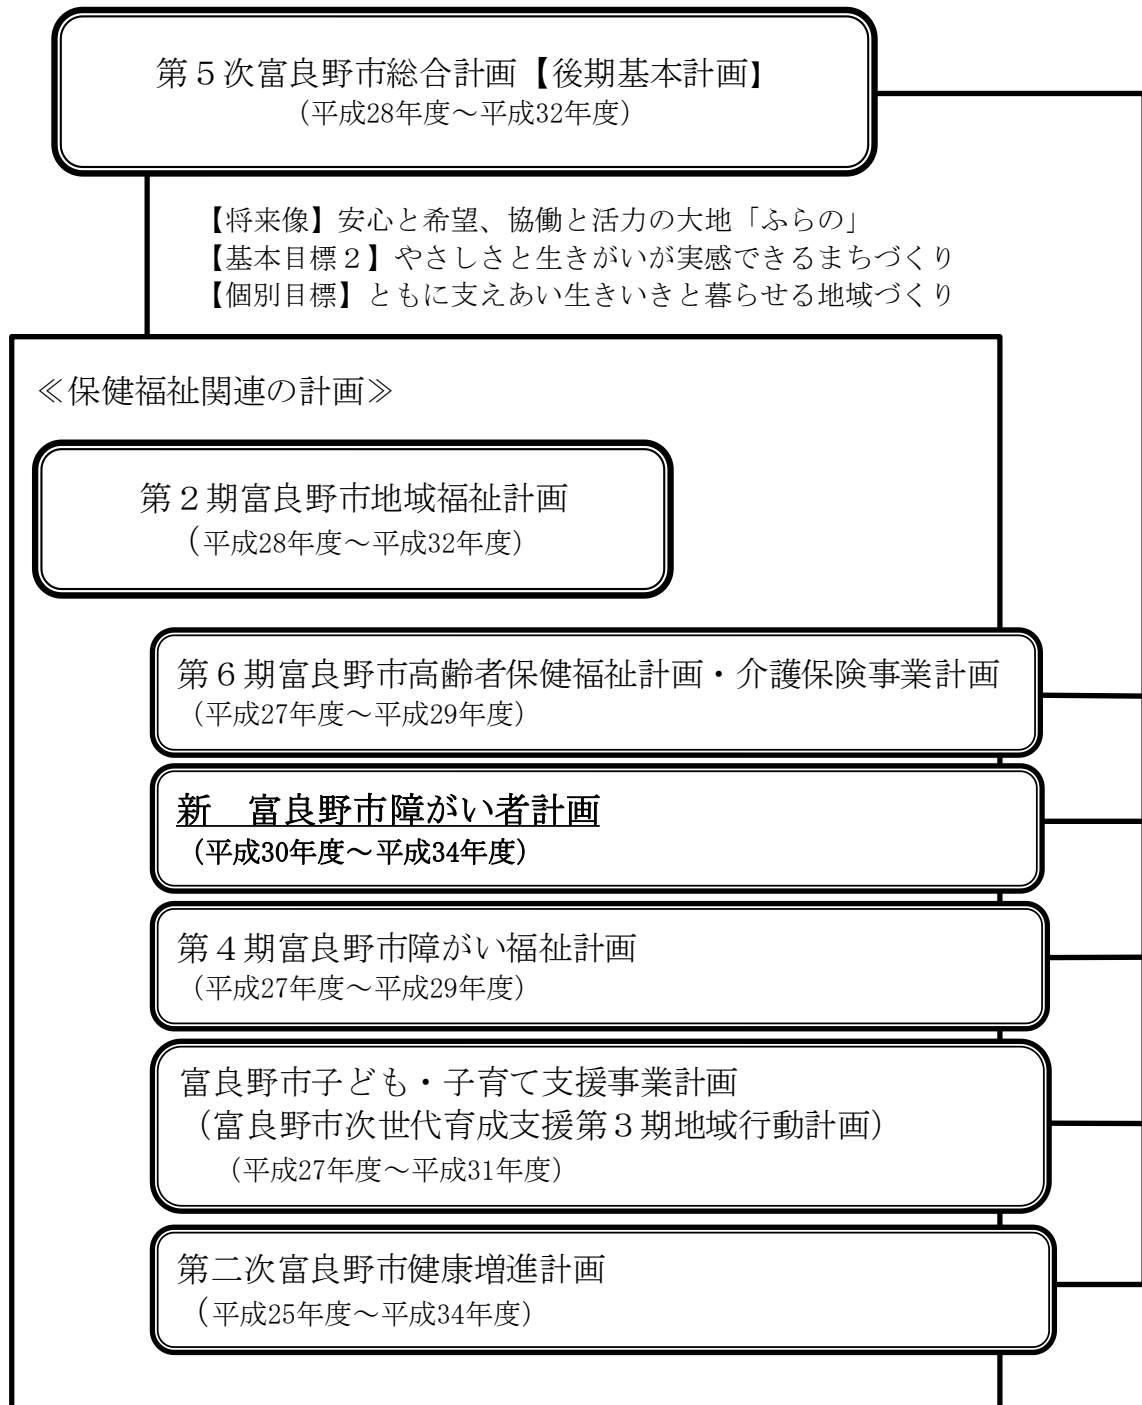 第５次富良野市総合計画【後期基本計画】
（平成28年度～平成32年度）
【将来像】安心と希望、協働と活力の大地「ふらの」
【基本目標２】やさしさと生きがいが実感できるまちづくり
【個別目標】ともに支えあい生きいきと暮らせる地域づくり
≪保健福祉関連の計画≫
第２期富良野市地域福祉計画
（平成28年度～平成32年度）
第６期富良野市高齢者保健福祉計画・介護保険事業計画
（平成27年度～平成29年度）
新　富良野市障がい者計画
（平成30年度～平成34年度）
第４期富良野市障がい福祉計画
（平成27年度～平成29年度）
富良野市子ども・子育て支援事業計画
（富良野市次世代育成支援第３期地域行動計画）
（平成27年度～平成31年度）
第二次富良野市健康増進計画
（平成25年度～平成34年度）